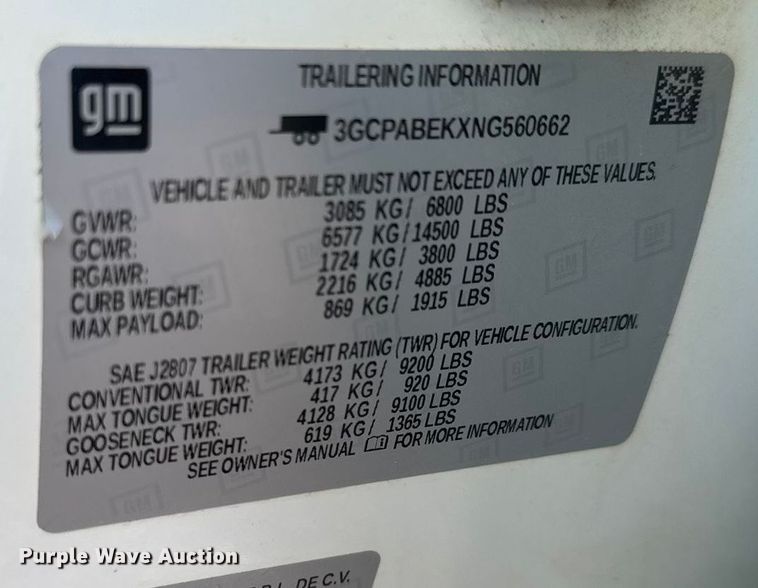 gm
TRAILERING INFORMATION
3GCPABEKXNG560662
VEHICLE AND TRAILER MUST NOT EXCEED ANY OF THESE VALUES.
GVWR: 3085 KG/ 6800 LBS
GCWR: 6577 KG/14500 LBS
RGAWR: 1724 KG/ 3800 LBS
CURB WEIGHT: 2216 KG/ 4885 LBS
MAX PAYLOAD: 869 KG/ 1915 LBS
SAE J2807 TRAILER WEIGHT RATING (TWR) FOR VEHICLE CONFIGURATION.
CONVENTIONAL TWR: 4173 KG/ 9200 LBS
MAX TONGUE WEIGHT: 417 KG/ 920 LBS
GOOSENECK TWR: 4128 KG/ 9100 LBS
MAX TONGUE WEIGHT: 619 KG/ 1365 LBS
SEE OWNER'S MANUAL FOR MORE INFORMATION
Purple Wave Auction
DE C.V.